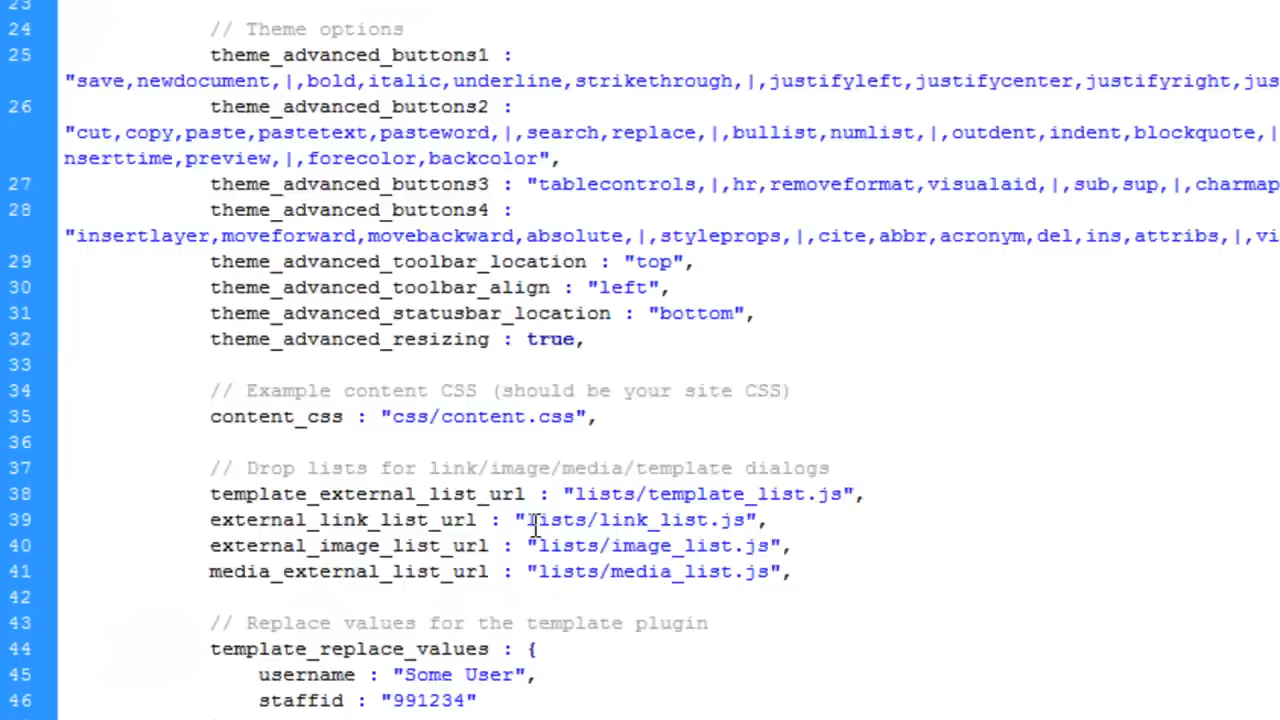 23
24 // Theme options
25 theme_advanced_buttons1 :
"save,newdocument,|,bold,italic,underline,strikethrough,|,justifyleft,justifycenter,justifyright,jus
26 theme_advanced_buttons2 :
"cut,copy,paste,pastetext,pasteword,|,search,replace,|,bullist,numlist,|,outdent,indent,blockquote,|
nserttime,preview,|,forecolor,backcolor",
27 theme_advanced_buttons3 : "tablecontrols,|,hr,removeformat,visualaid,|,sub,sup,|,charmap
28 theme_advanced_buttons4 :
"insertlayer,moveforward,movebackward,absolute,|,styleprops,|,cite,abbr,acronym,del,ins,attribs,|,vi
29 theme_advanced_toolbar_location : "top",
30 theme_advanced_toolbar_align : "left",
31 theme_advanced_statusbar_location : "bottom",
32 theme_advanced_resizing : true,
33
34 // Example content CSS (should be your site CSS)
35 content_css : "css/content.css",
36
37 // Drop lists for link/image/media/template dialogs
38 template_external_list_url : "lists/template_list.js",
39 external_link_list_url : "lists/link_list.js",
40 external_image_list_url : "lists/image_list.js",
41 media_external_list_url : "lists/media_list.js",
42
43 // Replace values for the template plugin
44 template_replace_values : {
45 username : "Some User",
46 staffid : "991234"